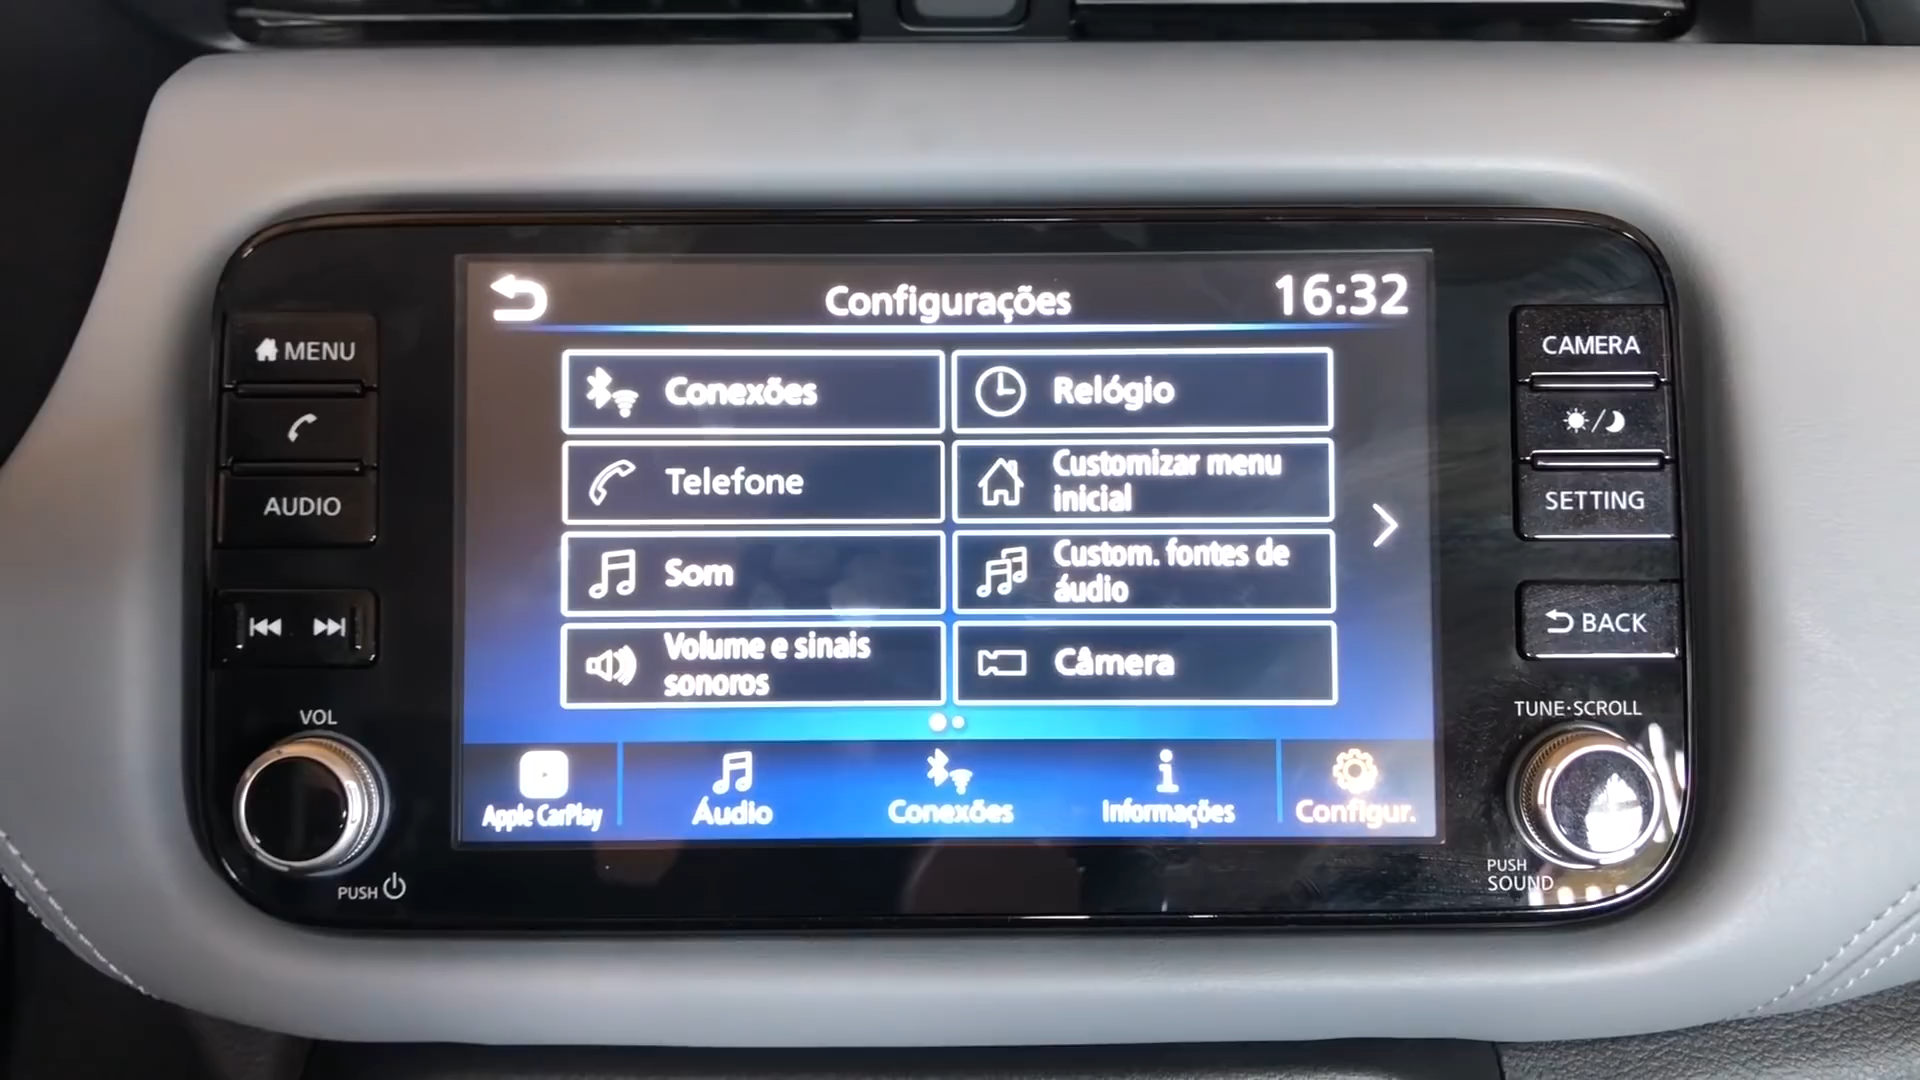 MENU
AUDIO
VOL
PUSH
Configurações
16:32
Conexões
Relógio
Telefone
Customizar menu
inicial
Som
Custom. fontes de
áudio
Volume e sinais
sonoros
Câmera
Apple CarPlay
Áudio
Conexões
Informações
Configur.
CAMERA
SETTING
BACK
TUNE·SCROLL
PUSH
SOUND